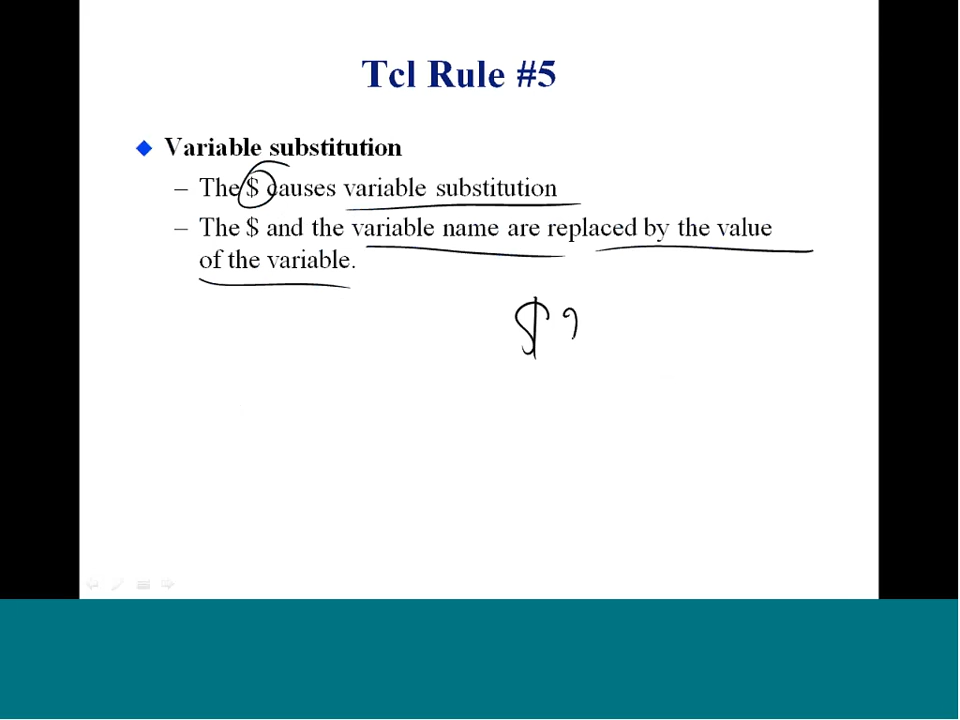 Tcl Rule #5
Variable substitution
– The $ causes variable substitution
– The $ and the variable name are replaced by the value
of the variable.
$